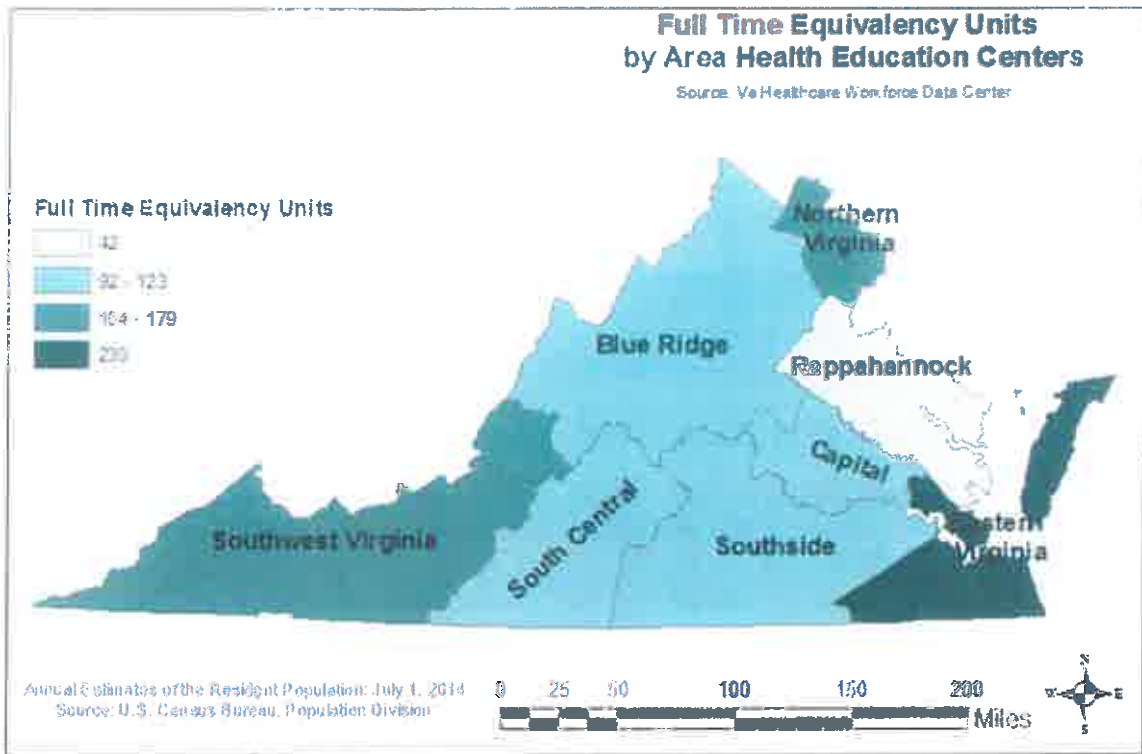 Full Time Equivalency Units
by Area Health Education Centers
Source: Va Healthcare Workforce Data Center
Full Time Equivalency Units
42
92 - 123
- 179
Northern
Virginia
Blue Ridge
Rappahannock
Capital
Southwest Virginia
South Central
Southside
Eastern
Virginia
Annual Estimates of the Resident Population: July 1, 2014
Source: U.S. Census Bureau, Population Division
0 25 50 100 150 200
Miles
N
W E
S